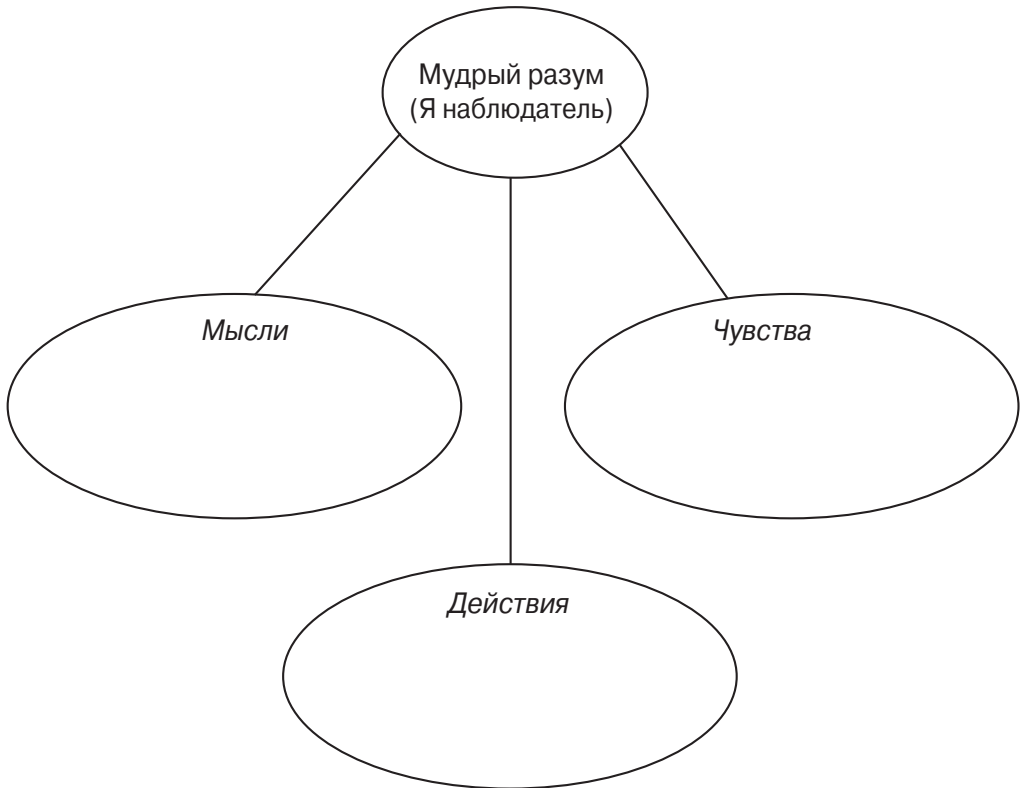 Мудрый разум
(Я наблюдатель)
Мысли
Чувства
Действия